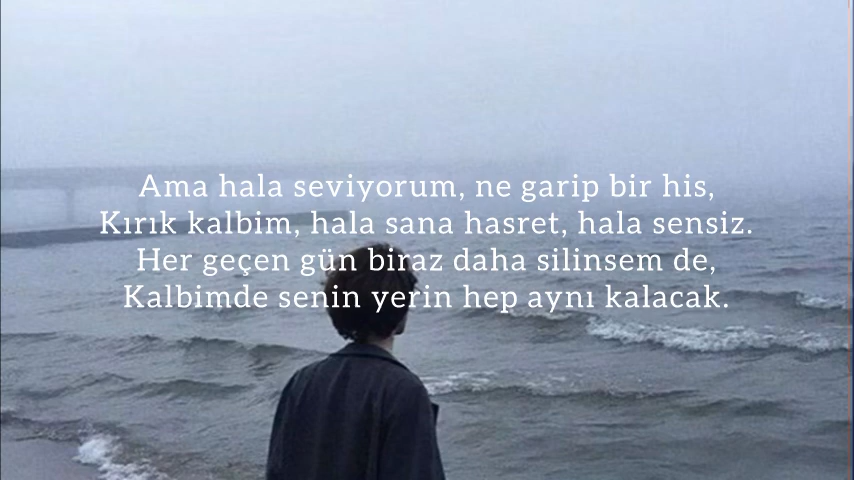 Ama hala seviyorum, ne garip bir his,
Kırık kalbim, hala sana hasret, hala sensiz.
Her geçen gün biraz daha silinsem de,
Kalbimde senin yerin hep aynı kalacak.